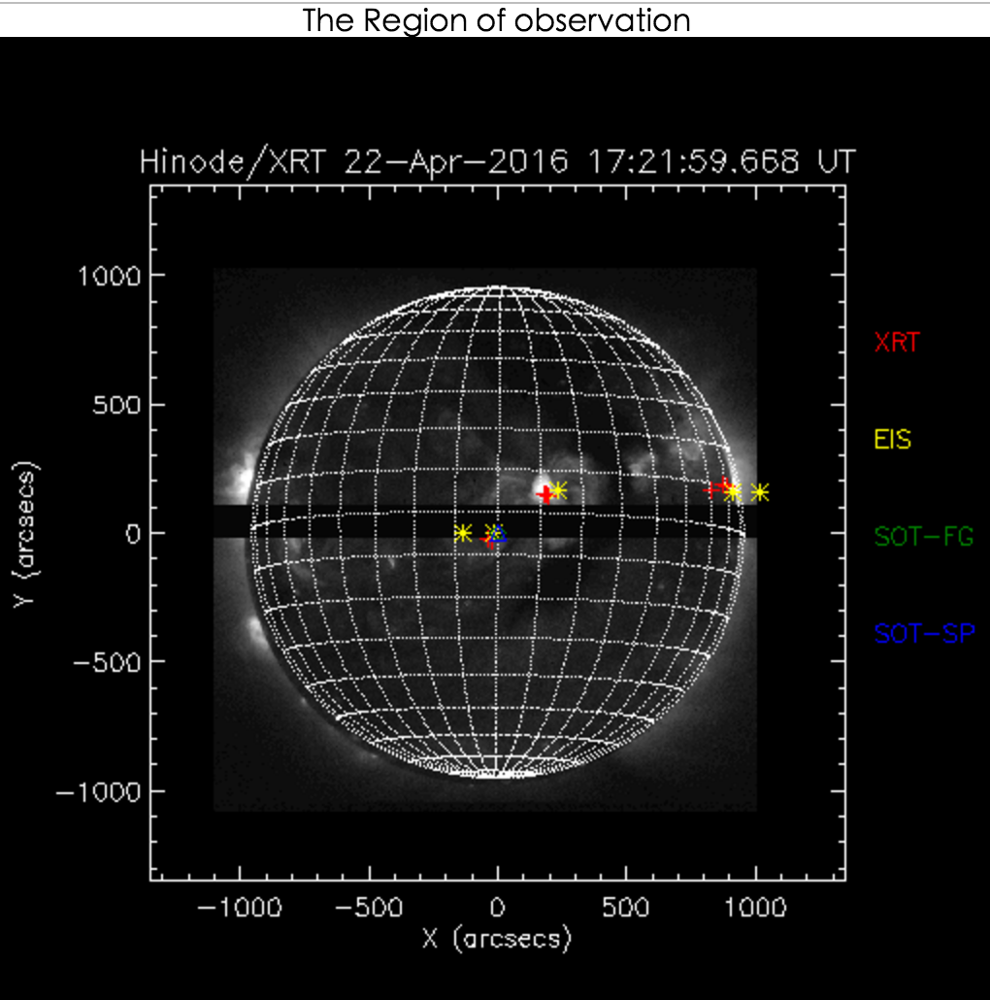 The Region of observation
Hinode/XRT 22-Apr-2016 17:21:59.668 UT
1000
500
0
-500
-1000
Y (arcsecs)
-1000 -500 0 500 1000
X (arcsecs)
XRT
EIS
SOT-FG
SOT-SP